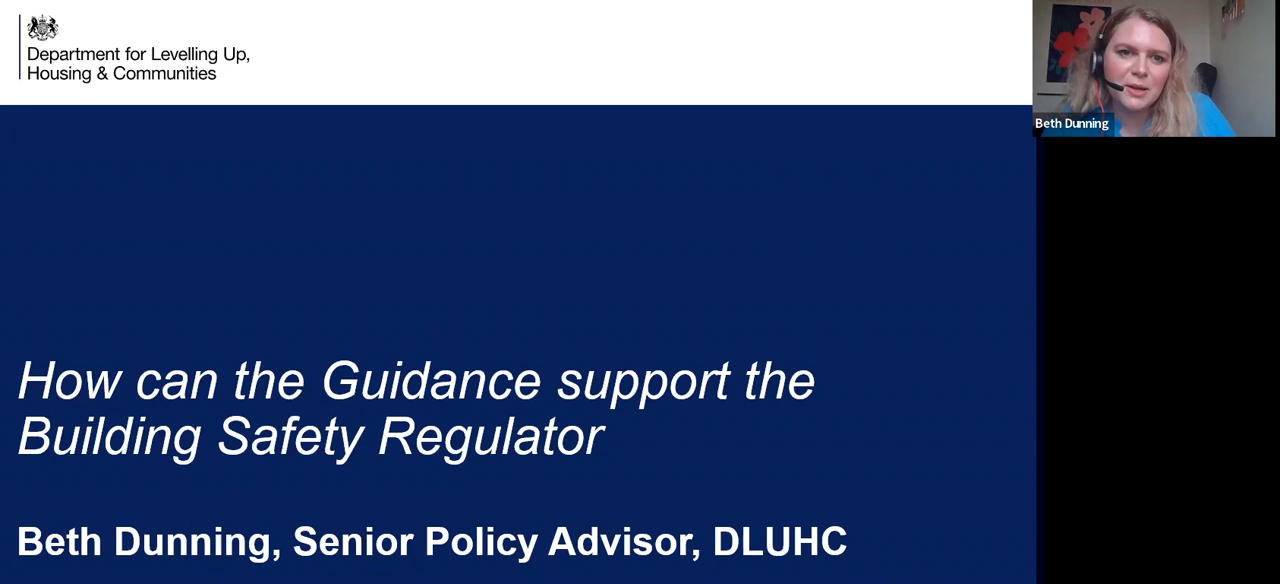 Department for Levelling Up,
Housing & Communities
Beth Dunning
How can the Guidance support the
Building Safety Regulator
Beth Dunning, Senior Policy Advisor, DLUHC